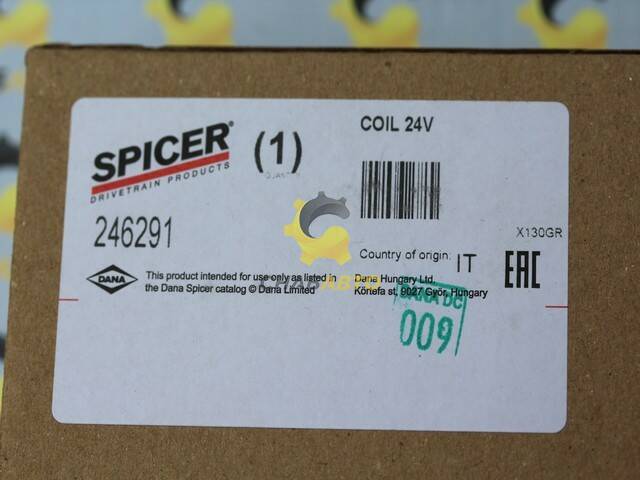 SPICER®
DRIVETRAIN PRODUCTS
(1)
COIL 24V
246291
X130GR
Country of origin: IT
EAC
DANA
This product intended for use only as listed in
the Dana Spicer catalog © Dana Limited
Dana Hungary Ltd.
Körtefa st, 9027 Győr, Hungary
СНАБАВТО
DANA DC
009